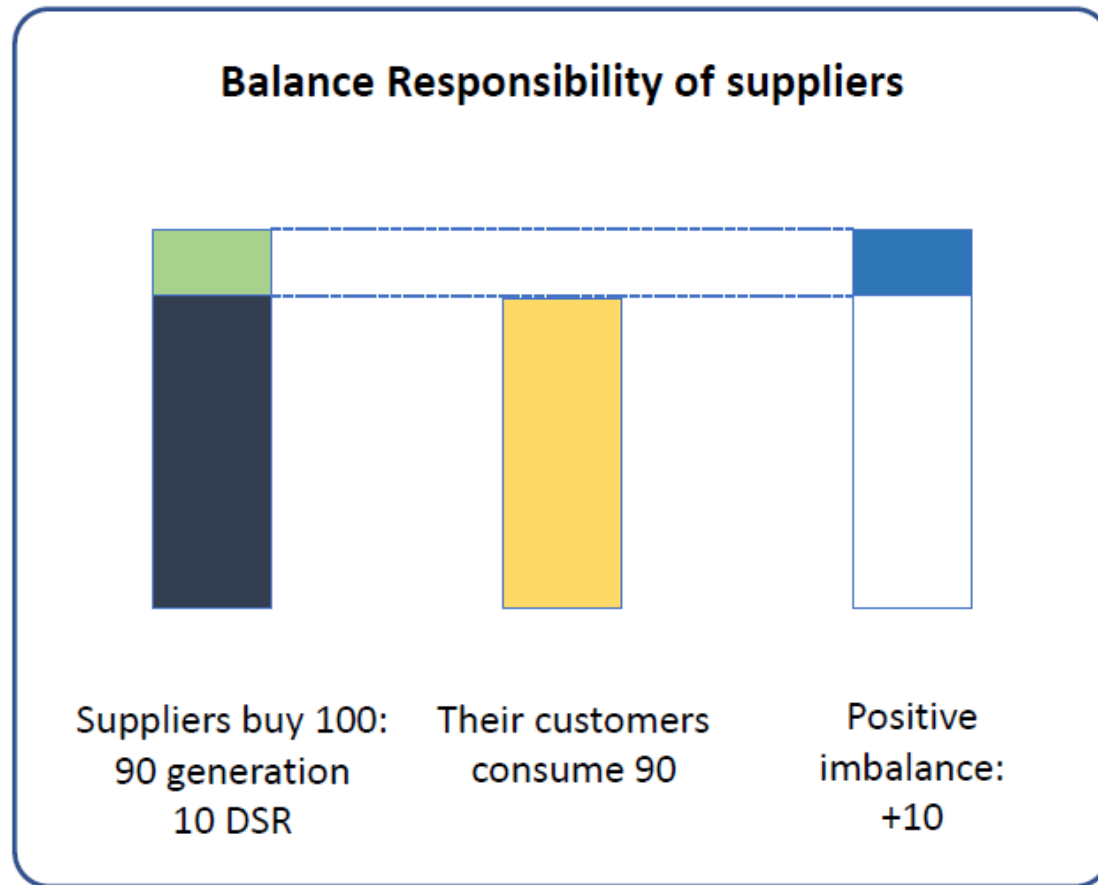 Balance Responsibility of suppliers
Suppliers buy 100:
90 generation
10 DSR
Their customers
consume 90
Positive
imbalance:
+10